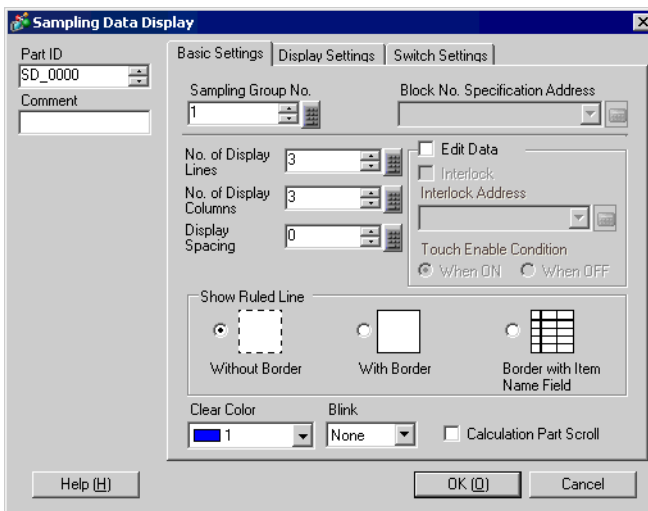 Sampling Data Display
Part ID
SD_0000
Comment
Basic Settings
Display Settings
Switch Settings
Sampling Group No.
1
Block No. Specification Address
No. of Display
Lines
3
No. of Display
Columns
3
Display
Spacing
0
Edit Data
Interlock
Interlock Address
Touch Enable Condition
When ON
When OFF
Show Ruled Line
Without Border
With Border
Border with Item
Name Field
Clear Color
1
Blink
None
Calculation Part Scroll
Help (H)
OK (O)
Cancel